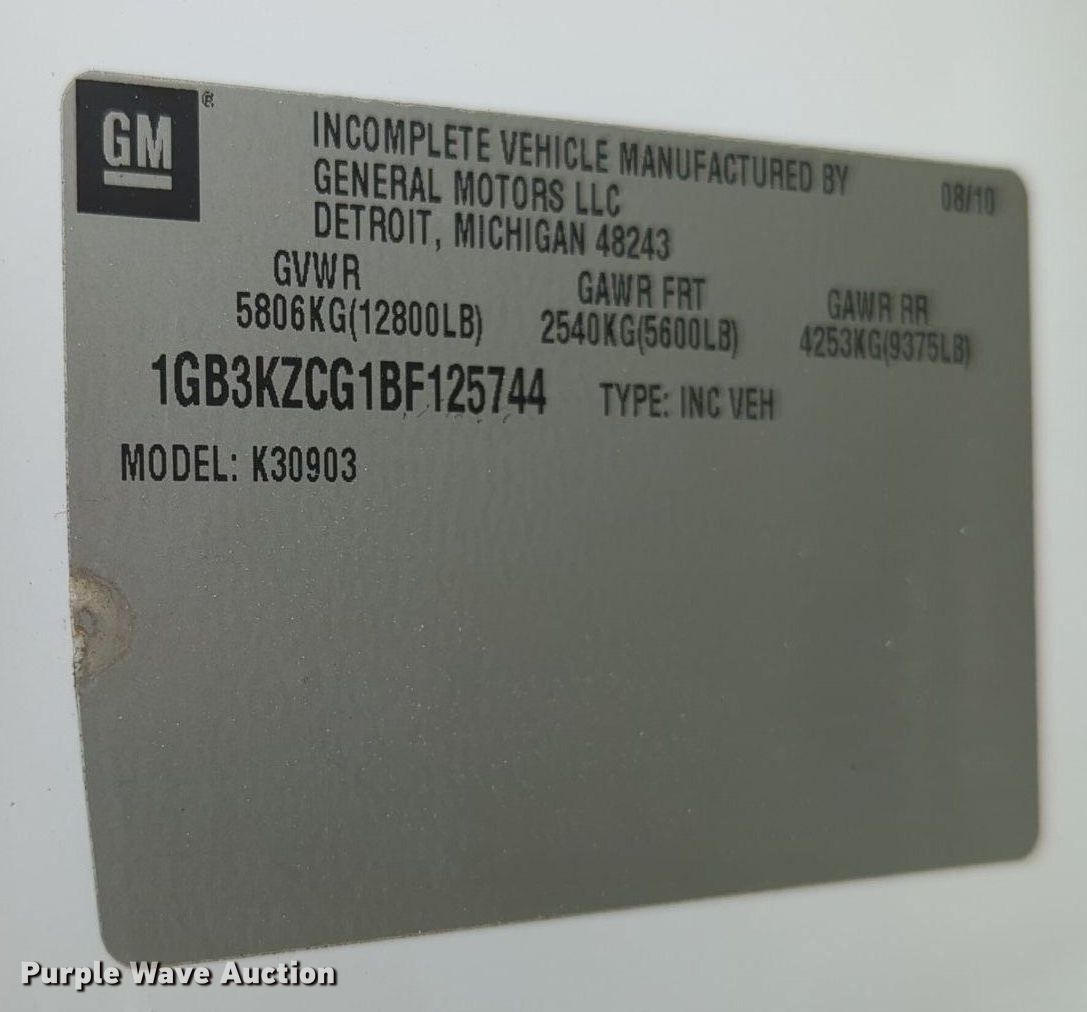 GM®
INCOMPLETE VEHICLE MANUFACTURED BY 08/10
GENERAL MOTORS LLC
DETROIT, MICHIGAN 48243
GVWR GAWR FRT GAWR RR
5806KG(12800LB) 2540KG(5600LB) 4253KG(9375LB)
1GB3KZCG1BF125744 TYPE: INC VEH
MODEL: K30903
Purple Wave Auction